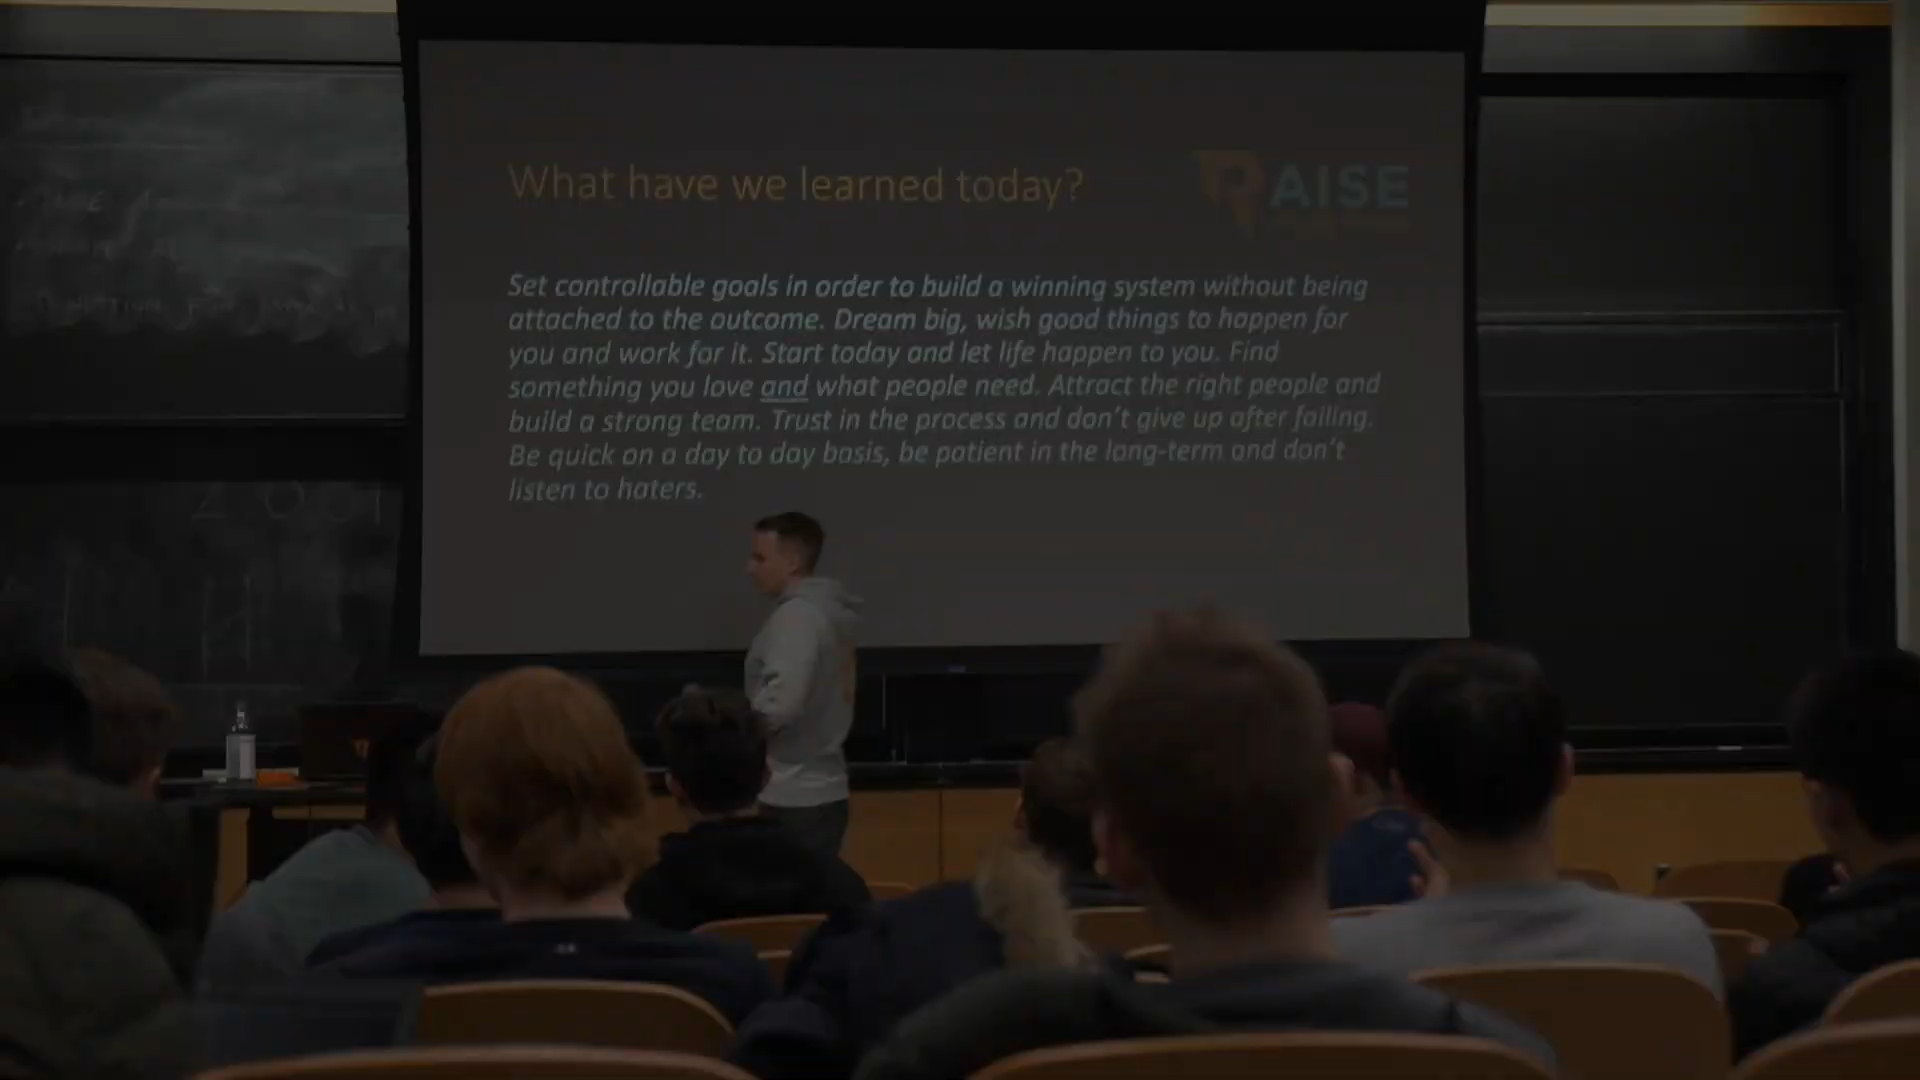 What have we learned today?
RAISE
Set controllable goals in order to build a winning system without being
attached to the outcome. Dream big, wish good things to happen for
you and work for it. Start today and let life happen to you. Find
something you love and what people need. Attract the right people and
build a strong team. Trust in the process and don't give up after failing.
Be quick on a day to day basis, be patient in the long-term and don't
listen to haters.